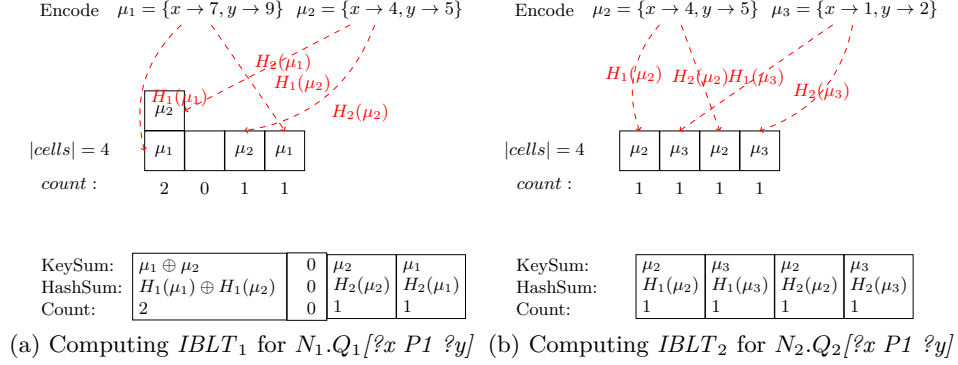 Encode μ₁ = {x → 7, y → 9} μ₂ = {x → 4, y → 5}
H₂(μ₁)
H₁(μ₂)
H₁(μ₁)
H₂(μ₂)
μ₂
|cells| = 4 μ₁ μ₂ μ₁
count : 2 0 1 1
KeySum: μ₁ ⊕ μ₂ 0 μ₂ μ₁
HashSum: H₁(μ₁) ⊕ H₁(μ₂) 0 H₂(μ₂) H₂(μ₁)
Count: 2 0 1 1
(a) Computing IBLT₁ for N₁.Q₁[?x P1 ?y]
Encode μ₂ = {x → 4, y → 5} μ₃ = {x → 1, y → 2}
H₁(μ₂) H₂(μ₂) H₁(μ₃) H₂(μ₃)
|cells| = 4 μ₂ μ₃ μ₂ μ₃
count : 1 1 1 1
KeySum: μ₂ μ₃ μ₂ μ₃
HashSum: H₁(μ₂) H₁(μ₃) H₂(μ₂) H₂(μ₃)
Count: 1 1 1 1
(b) Computing IBLT₂ for N₂.Q₂[?x P1 ?y]